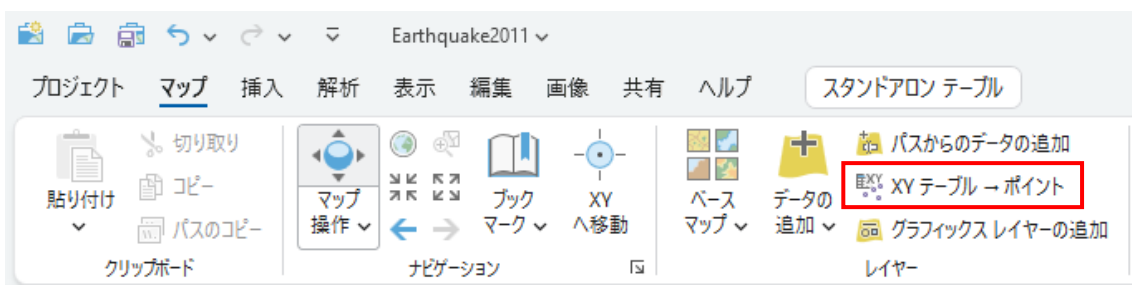 Earthquake2011
プロジェクト マップ 挿入 解析 表示 編集 画像 共有 ヘルプ スタンドアロン テーブル
貼り付け
切り取り
コピー
パスのコピー
クリップボード
マップ
操作
ブック
マーク
XY
へ移動
ナビゲーション
ベース
マップ
データの
追加
パスからのデータの追加
XY テーブル → ポイント
グラフィックス レイヤーの追加
レイヤー